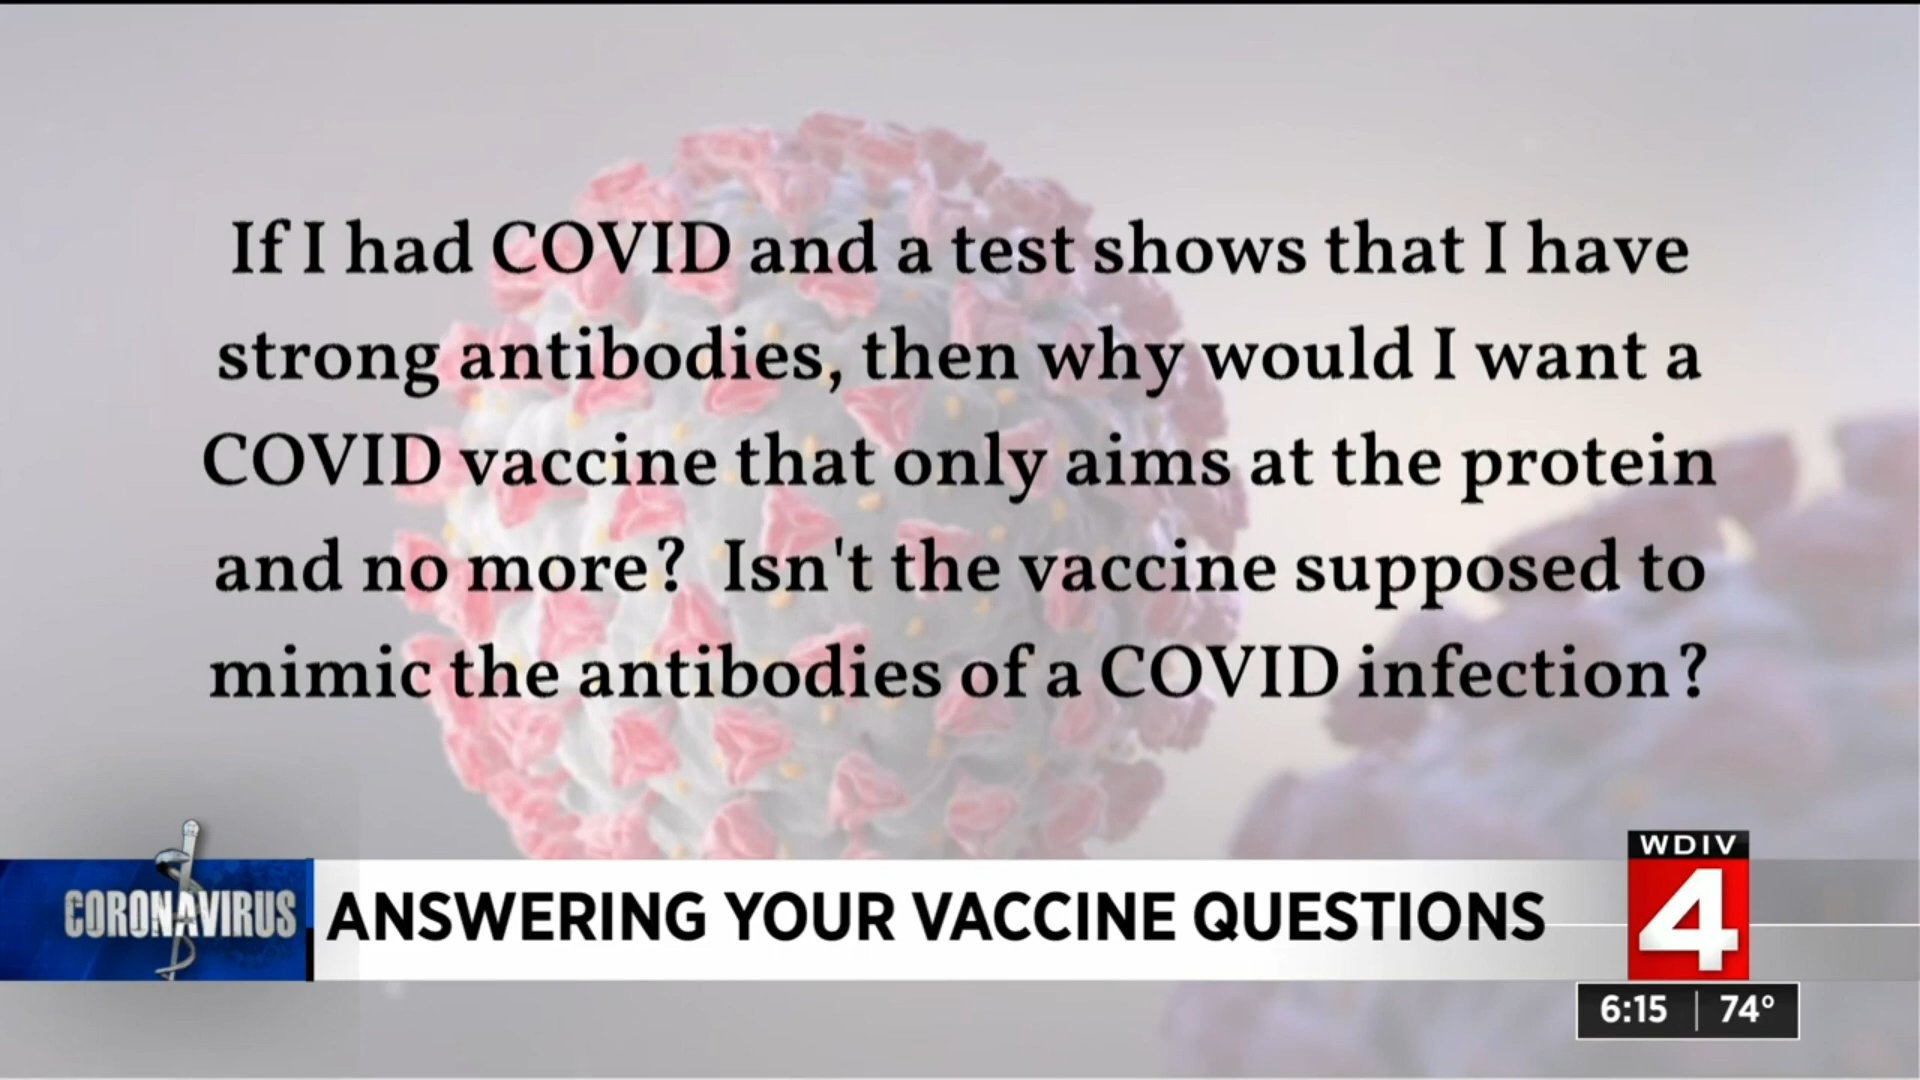 If I had COVID and a test shows that I have
strong antibodies, then why would I want a
COVID vaccine that only aims at the protein
and no more?  Isn't the vaccine supposed to
mimic the antibodies of a COVID infection?
WDIV
4
CORONAVIRUS
ANSWERING YOUR VACCINE QUESTIONS
6:15 74°